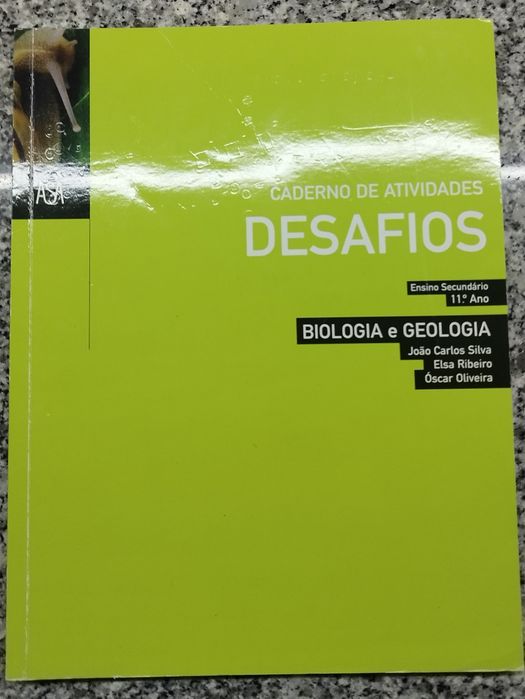 ASA
CADERNO DE ATIVIDADES
DESAFIOS
Ensino Secundário
11.º Ano
BIOLOGIA e GEOLOGIA
João Carlos Silva
Elsa Ribeiro
Óscar Oliveira